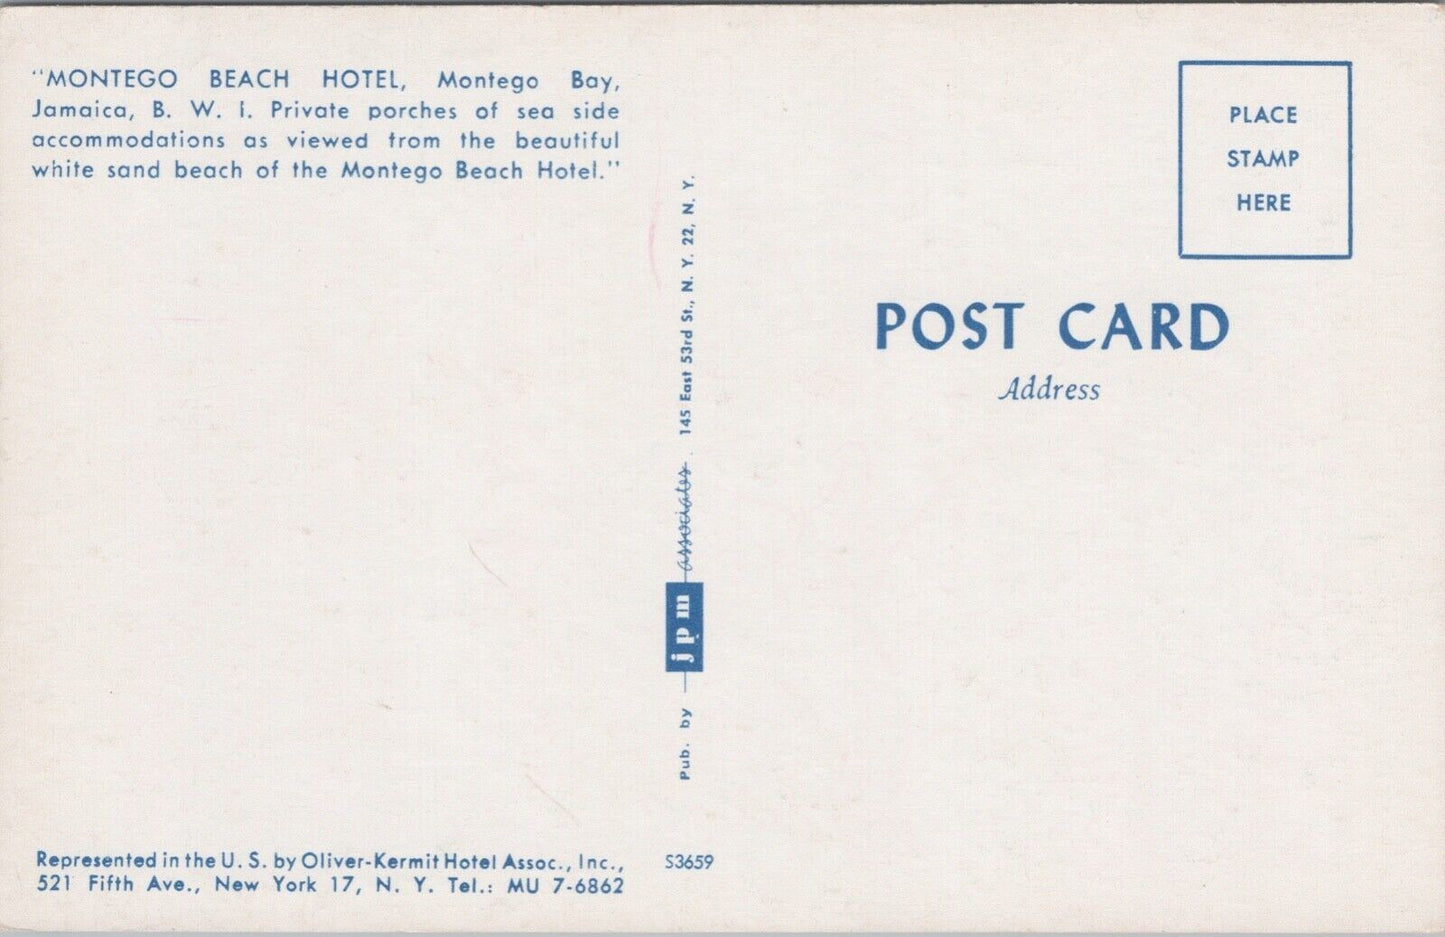 "MONTEGO BEACH HOTEL, Montego Bay,
Jamaica, B. W. I. Private porches of sea side
accommodations as viewed from the beautiful
white sand beach of the Montego Beach Hotel."
Represented in the U. S. by Oliver-Kermit Hotel Assoc., Inc.,
521 Fifth Ave., New York 17, N. Y. Tel.: MU 7-6862
Pub. by jpm associates. 145 East 53rd St., N. Y. 22, N. Y.
S3659
PLACE
STAMP
HERE
POST CARD
Address